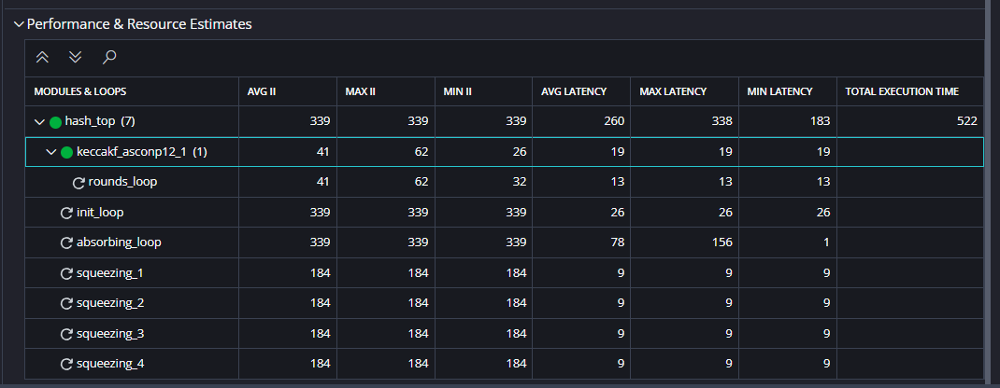 Performance & Resource Estimates
MODULES & LOOPS AVG II MAX II MIN II AVG LATENCY MAX LATENCY MIN LATENCY TOTAL EXECUTION TIME
hash_top (7) 339 339 339 260 338 183 522
keccakf_asconp12_1 (1) 41 62 26 19 19 19
rounds_loop 41 62 32 13 13 13
init_loop 339 339 339 26 26 26
absorbing_loop 339 339 339 78 156 1
squeezing_1 184 184 184 9 9 9
squeezing_2 184 184 184 9 9 9
squeezing_3 184 184 184 9 9 9
squeezing_4 184 184 184 9 9 9